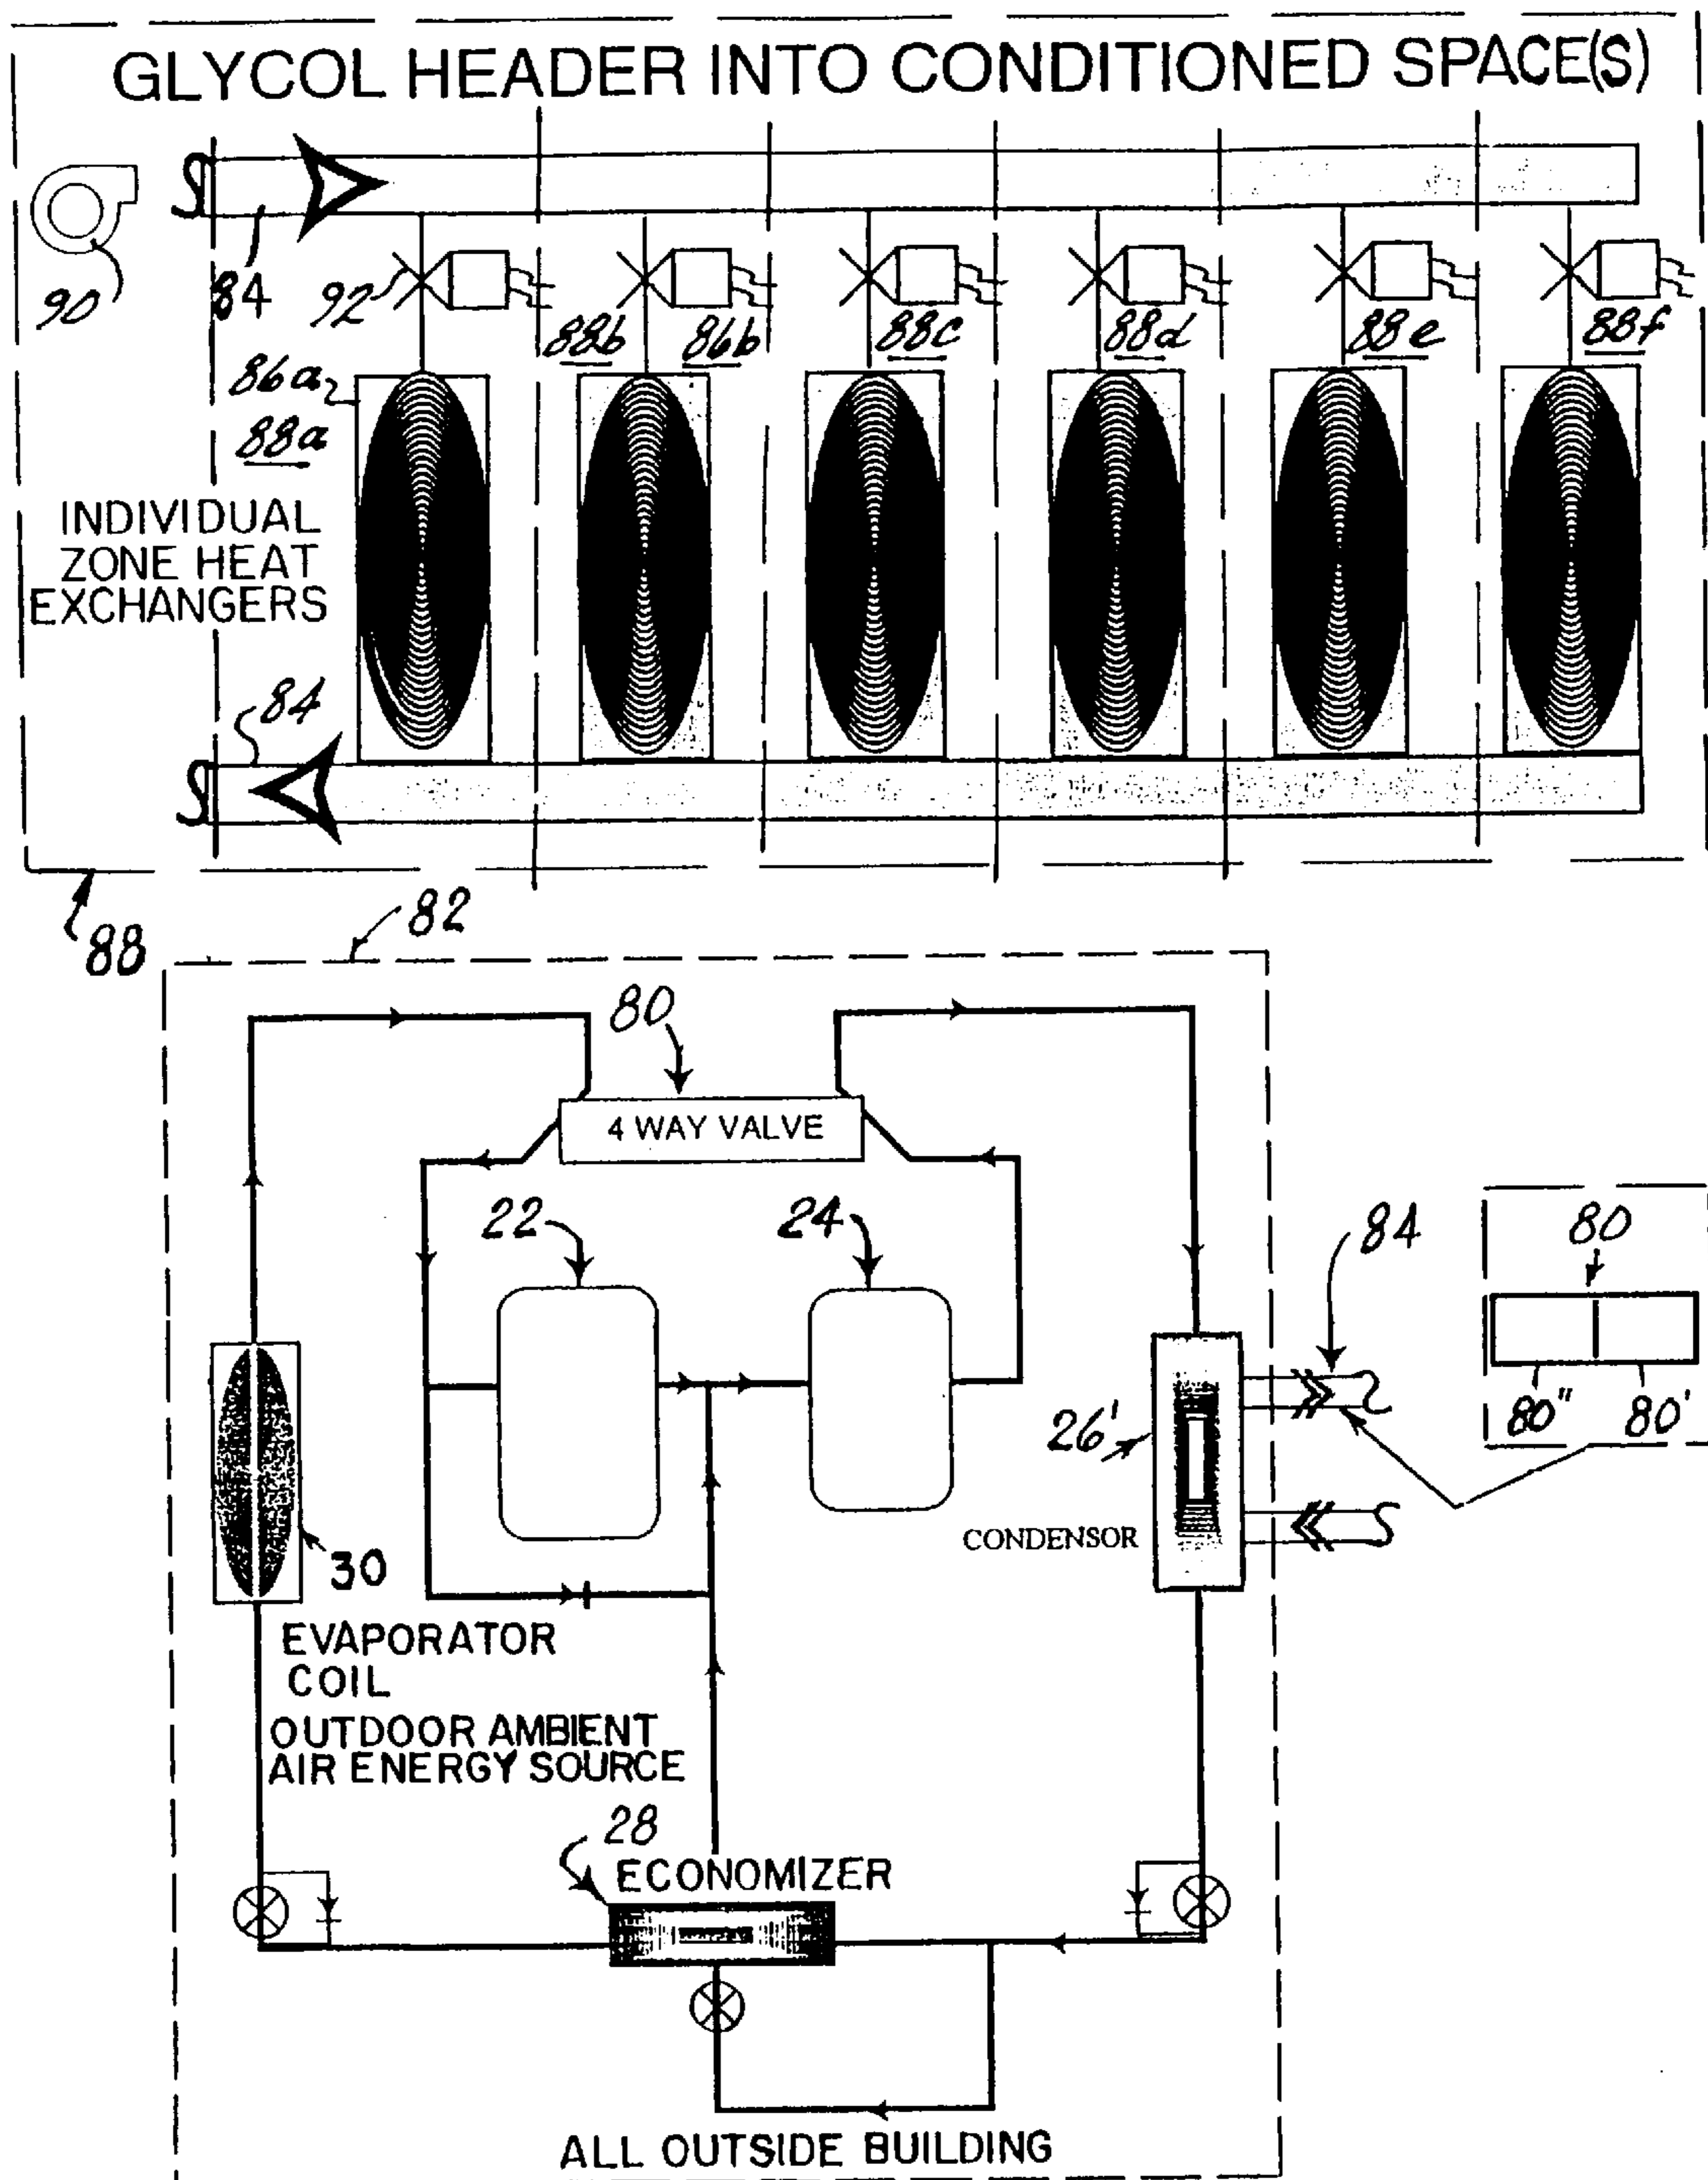 GLYCOL HEADER INTO CONDITIONED SPACE(S)
90
84
92
88b
86b
88c
88d
88e
88f
86a
88a
INDIVIDUAL
ZONE HEAT
EXCHANGERS
84
88
82
80
4 WAY VALVE
22
24
84
80
80"
80'
26'
CONDENSOR
30
EVAPORATOR
COIL
OUTDOOR AMBIENT
AIR ENERGY SOURCE
28
ECONOMIZER
ALL OUTSIDE BUILDING